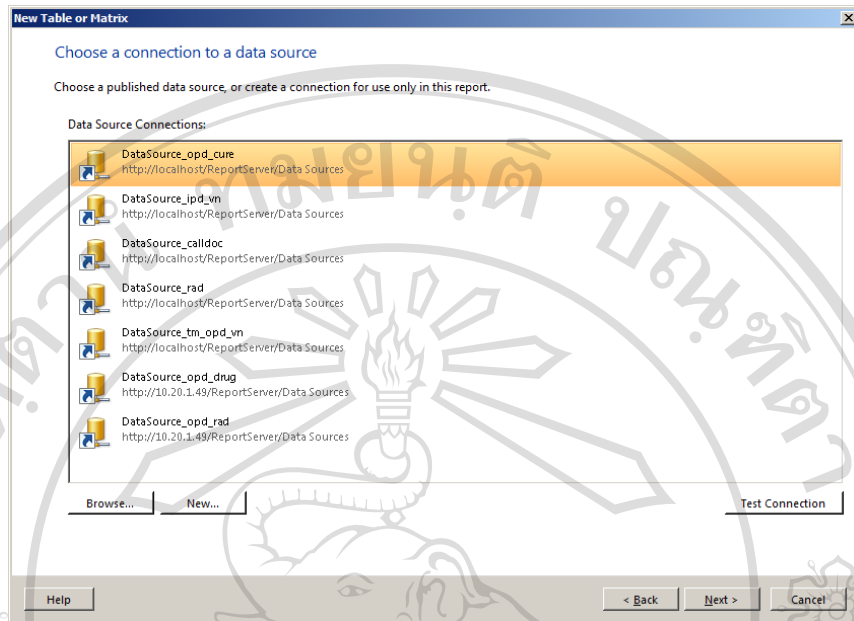 New Table or Matrix
Choose a connection to a data source
Choose a published data source, or create a connection for use only in this report.
Data Source Connections:
DataSource_opd_cure
http://localhost/ReportServer/Data Sources
DataSource_ipd_vn
http://localhost/ReportServer/Data Sources
DataSource_calldoc
http://localhost/ReportServer/Data Sources
DataSource_rad
http://localhost/ReportServer/Data Sources
DataSource_tm_opd_vn
http://localhost/ReportServer/Data Sources
DataSource_opd_drug
http://10.20.1.49/ReportServer/Data Sources
DataSource_opd_rad
http://10.20.1.49/ReportServer/Data Sources
Browse... New... Test Connection
Help < Back Next > Cancel